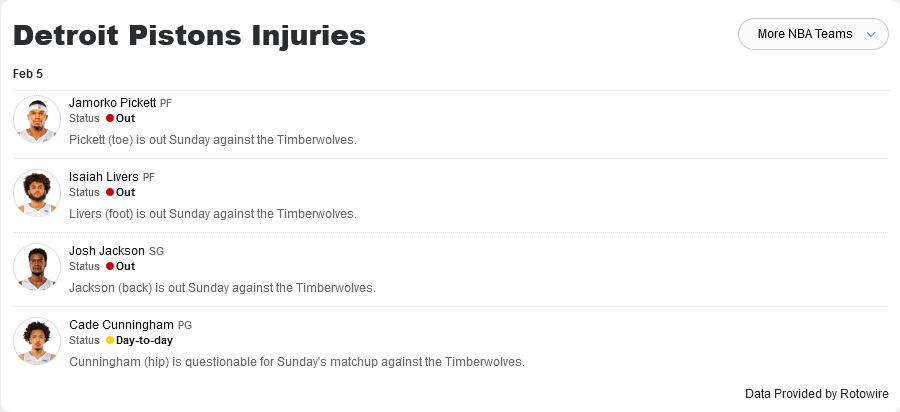 Detroit Pistons Injuries
More NBA Teams
Feb 5
Jamorko Pickett PF
Status Out
Pickett (toe) is out Sunday against the Timberwolves.
Isaiah Livers PF
Status Out
Livers (foot) is out Sunday against the Timberwolves.
Josh Jackson SG
Status Out
Jackson (back) is out Sunday against the Timberwolves.
Cade Cunningham PG
Status Day-to-day
Cunningham (hip) is questionable for Sunday's matchup against the Timberwolves.
Data Provided by Rotowire